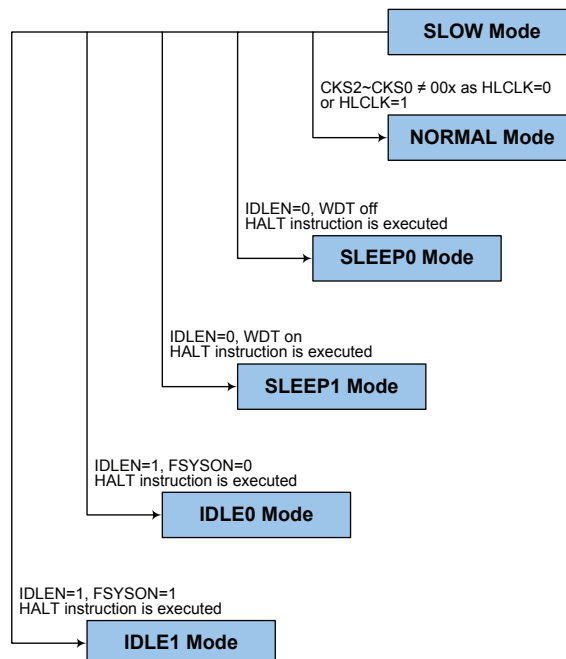 SLOW Mode
CKS2~CKS0 ≠ 00x as HLCLK=0
or HLCLK=1
NORMAL Mode
IDLEN=0, WDT off
HALT instruction is executed
SLEEP0 Mode
IDLEN=0, WDT on
HALT instruction is executed
SLEEP1 Mode
IDLEN=1, FSYSON=0
HALT instruction is executed
IDLE0 Mode
IDLEN=1, FSYSON=1
HALT instruction is executed
IDLE1 Mode